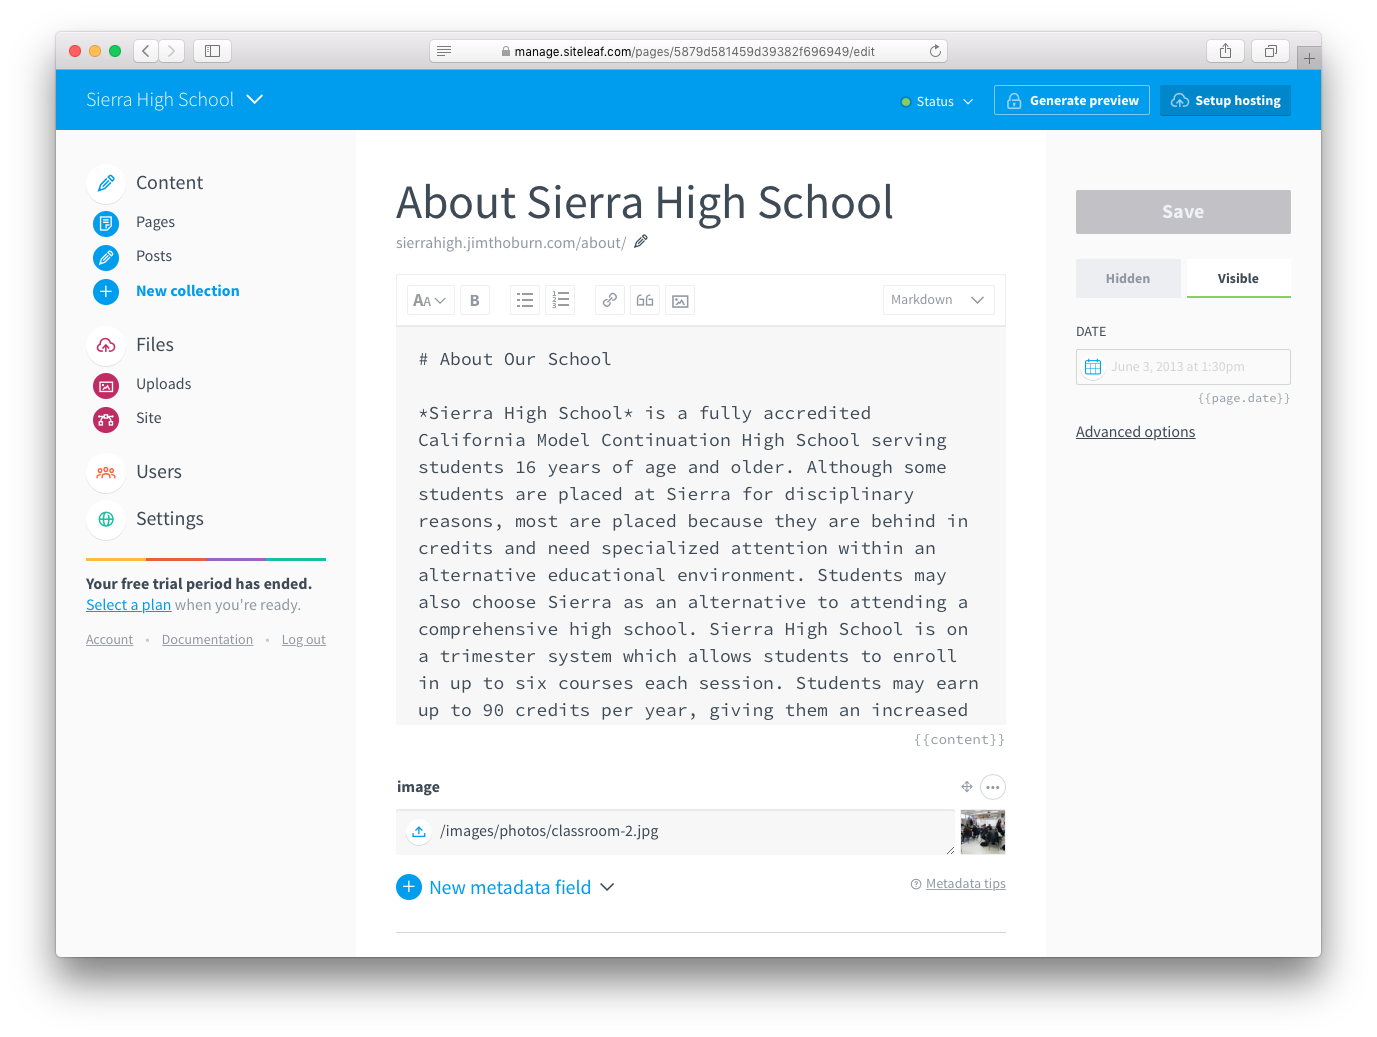 manage.siteleaf.com/pages/5879d581459d39382f696949/edit
Sierra High School
Status
Generate preview
Setup hosting
Content
Pages
Posts
New collection
Files
Uploads
Site
Users
Settings
Your free trial period has ended.
Select a plan when you're ready.
Account • Documentation • Log out
About Sierra High School
sierrahigh.jimthoburn.com/about/
AA
B
Markdown
# About Our School
*Sierra High School* is a fully accredited
California Model Continuation High School serving
students 16 years of age and older. Although some
students are placed at Sierra for disciplinary
reasons, most are placed because they are behind in
credits and need specialized attention within an
alternative educational environment. Students may
also choose Sierra as an alternative to attending a
comprehensive high school. Sierra High School is on
a trimester system which allows students to enroll
in up to six courses each session. Students may earn
up to 90 credits per year, giving them an increased
{{content}}
image
/images/photos/classroom-2.jpg
New metadata field
Metadata tips
Save
Hidden
Visible
DATE
June 3, 2013 at 1:30pm
{{page.date}}
Advanced options